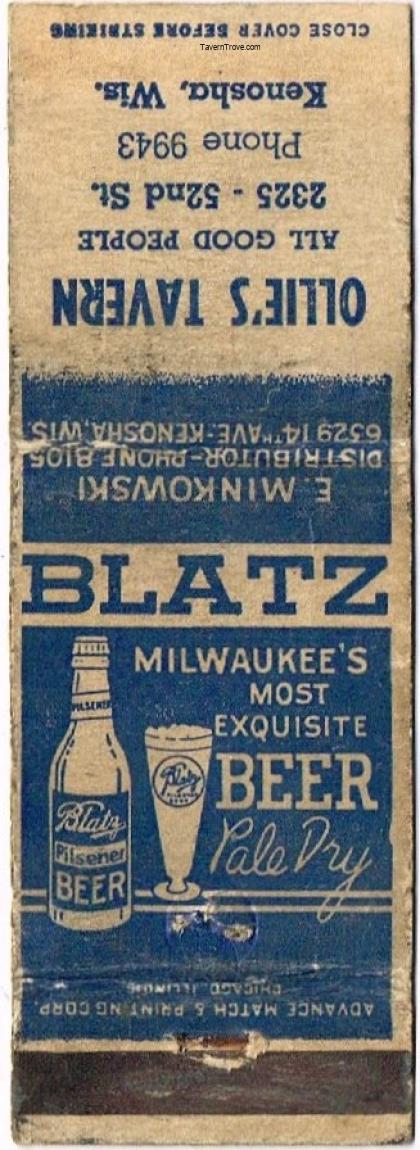 CLOSE COVER BEFORE STRIKING
TavernTrove.com
Kenosha, Wis.
Phone 9943
2325 - 52nd St.
ALL GOOD PEOPLE
OLLIE'S TAVERN
E. MINKOWSKI
DISTRIBUTOR-PHONE 8105
6329 14TH AVE-KENOSHA, WIS.
BLATZ
MILWAUKEE'S
MOST
EXQUISITE
BEER
Pale Dry
PILSENER
Blatz
Pilsener
BEER
Blatz
ADVANCE MATCH & PRINTING CORP.
CHICAGO, ILLINOIS